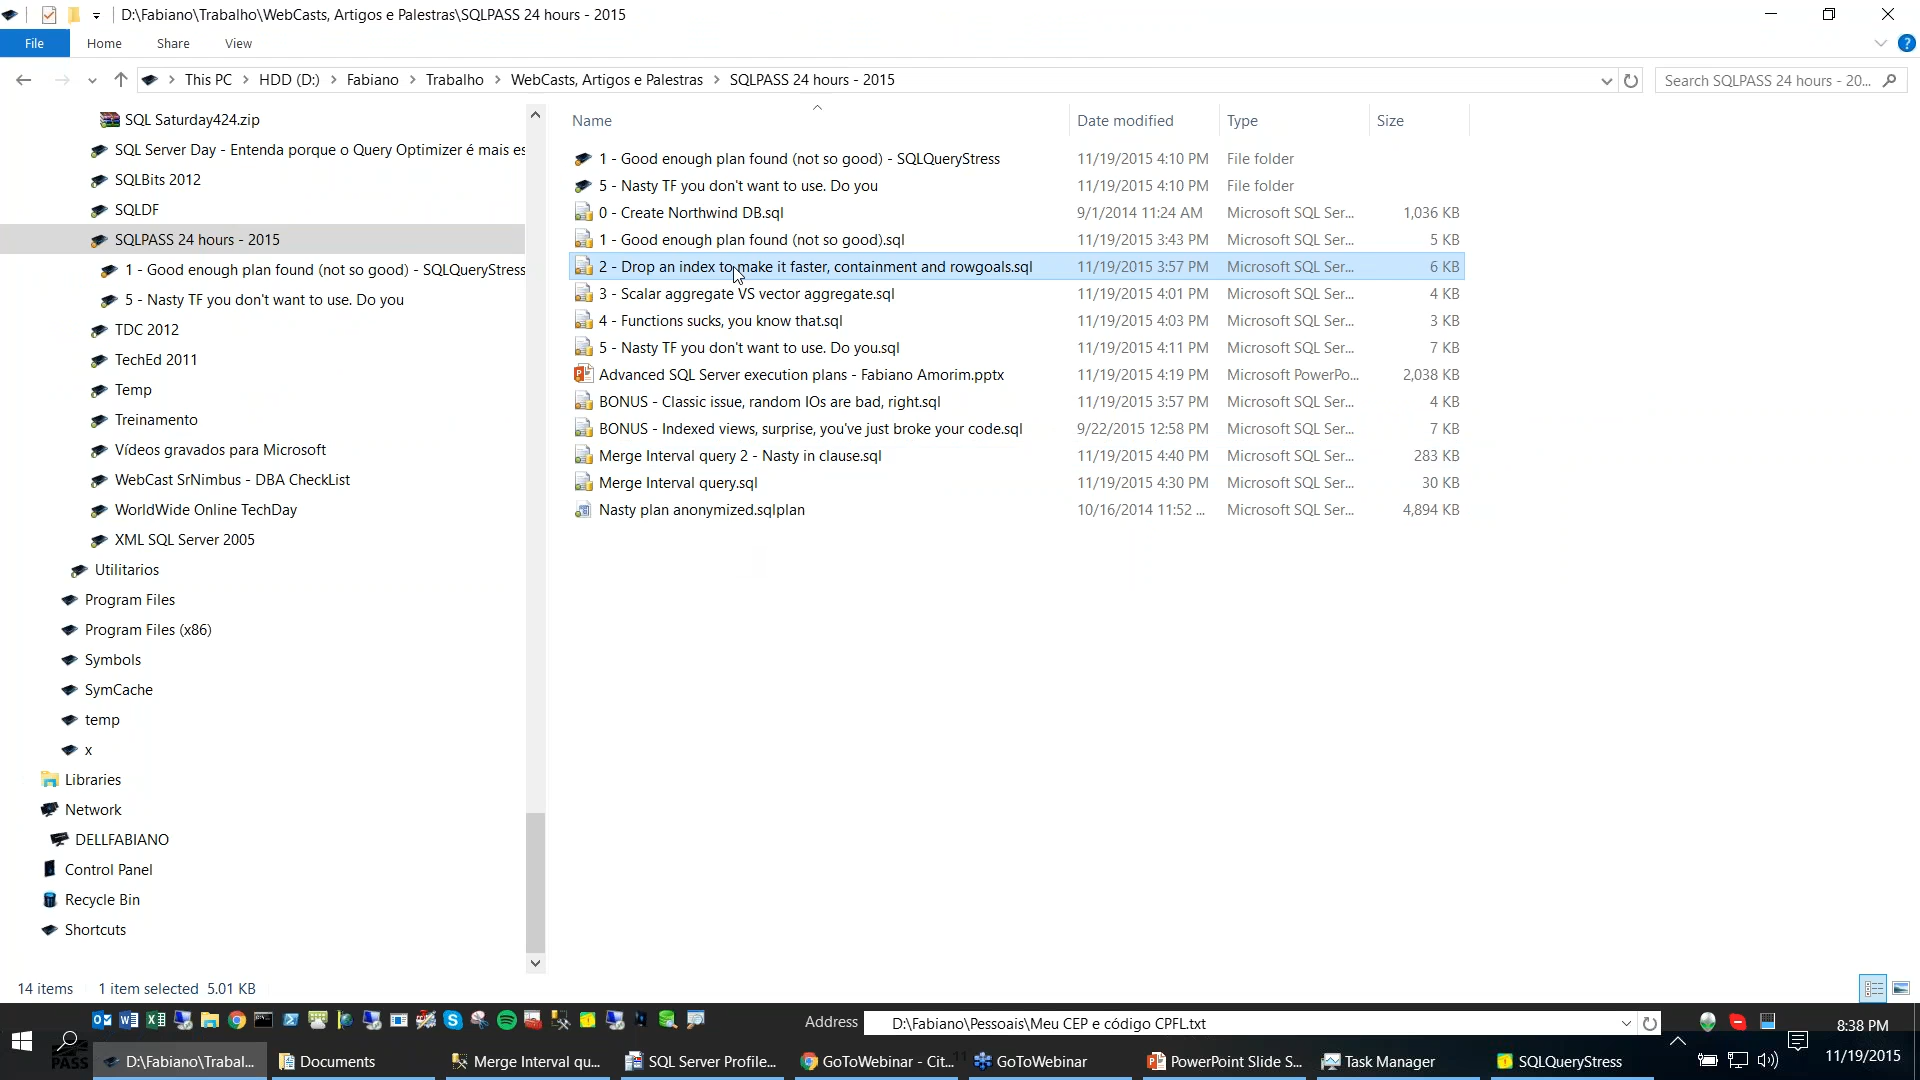 D:\Fabiano\Trabalho\WebCasts, Artigos e Palestras\SQLPASS 24 hours - 2015
File Home Share View
This PC HDD (D:) Fabiano Trabalho WebCasts, Artigos e Palestras SQLPASS 24 hours - 2015
Search SQLPASS 24 hours - 20...
SQL Saturday424.zip
SQL Server Day - Entenda porque o Query Optimizer é mais es
SQLBits 2012
SQLDF
SQLPASS 24 hours - 2015
1 - Good enough plan found (not so good) - SQLQueryStress
5 - Nasty TF you don't want to use. Do you
TDC 2012
TechEd 2011
Temp
Treinamento
Vídeos gravados para Microsoft
WebCast SrNimbus - DBA CheckList
WorldWide Online TechDay
XML SQL Server 2005
Utilitarios
Program Files
Program Files (x86)
Symbols
SymCache
temp
x
Libraries
Network
DELLFABIANO
Control Panel
Recycle Bin
Shortcuts
Name Date modified Type Size
1 - Good enough plan found (not so good) - SQLQueryStress 11/19/2015 4:10 PM File folder
5 - Nasty TF you don't want to use. Do you 11/19/2015 4:10 PM File folder
0 - Create Northwind DB.sql 9/1/2014 11:24 AM Microsoft SQL Ser... 1,036 KB
1 - Good enough plan found (not so good).sql 11/19/2015 3:43 PM Microsoft SQL Ser... 5 KB
2 - Drop an index to make it faster, containment and rowgoals.sql 11/19/2015 3:57 PM Microsoft SQL Ser... 6 KB
3 - Scalar aggregate VS vector aggregate.sql 11/19/2015 4:01 PM Microsoft SQL Ser... 4 KB
4 - Functions sucks, you know that.sql 11/19/2015 4:03 PM Microsoft SQL Ser... 3 KB
5 - Nasty TF you don't want to use. Do you.sql 11/19/2015 4:11 PM Microsoft SQL Ser... 7 KB
Advanced SQL Server execution plans - Fabiano Amorim.pptx 11/19/2015 4:19 PM Microsoft PowerPo... 2,038 KB
BONUS - Classic issue, random IOs are bad, right.sql 11/19/2015 3:57 PM Microsoft SQL Ser... 4 KB
BONUS - Indexed views, surprise, you've just broke your code.sql 9/22/2015 12:58 PM Microsoft SQL Ser... 7 KB
Merge Interval query 2 - Nasty in clause.sql 11/19/2015 4:40 PM Microsoft SQL Ser... 283 KB
Merge Interval query.sql 11/19/2015 4:30 PM Microsoft SQL Ser... 30 KB
Nasty plan anonymized.sqlplan 10/16/2014 11:52 ... Microsoft SQL Ser... 4,894 KB
14 items 1 item selected 5.01 KB
Address D:\Fabiano\Pessoais\Meu CEP e código CPFL.txt
PASS
D:\Fabiano\Trabal... Documents Merge Interval qu... SQL Server Profile... GoToWebinar - Cit... GoToWebinar PowerPoint Slide S... Task Manager SQLQueryStress
8:38 PM
11/19/2015